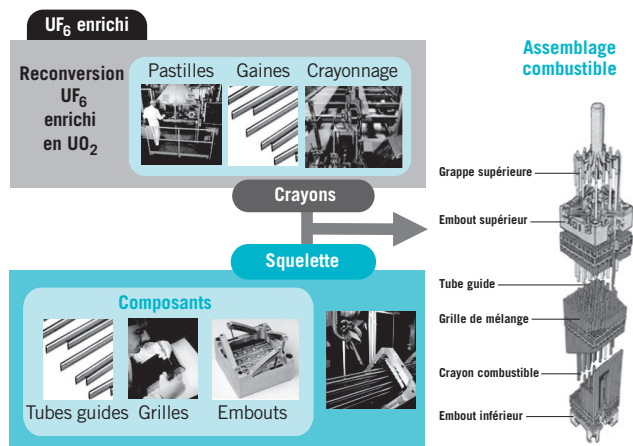 UF6 enrichi
Reconversion
UF6
enrichi
en UO2
Pastilles
Gaines
Crayonnage
Crayons
Squelette
Composants
Tubes guides
Grilles
Embouts
Assemblage
combustible
Grappe supérieure
Embout supérieur
Tube guide
Grille de mélange
Crayon combustible
Embout inférieur